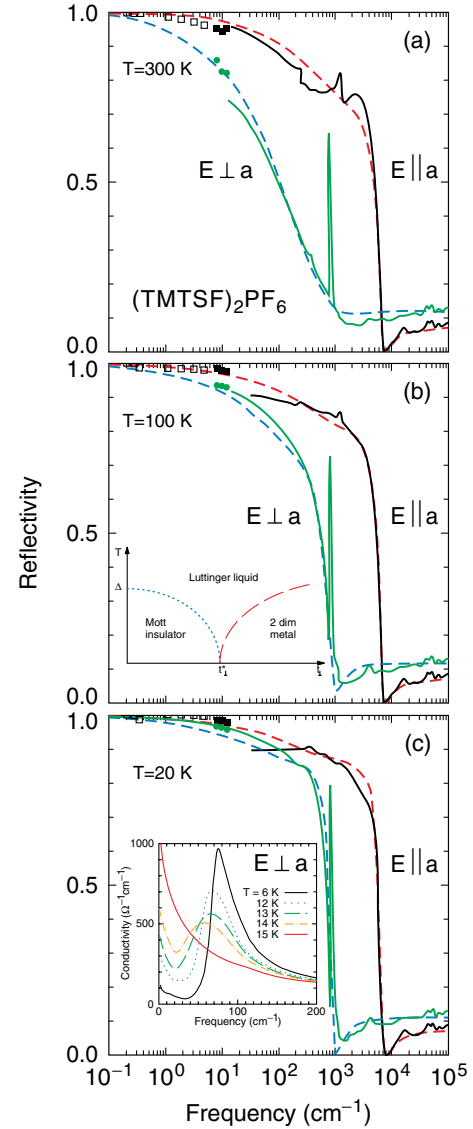 Reflectivity
1.0
0.5
0.0
(a)
T=300 K
E ⊥ a
E || a
(TMTSF)₂PF₆
1.0
0.5
0.0
(b)
T=100 K
E ⊥ a
E || a
T
Δ
Luttinger liquid
Mott
insulator
2 dim
metal
t*⊥
t⊥
1.0
0.5
0.0
(c)
T=20 K
E || a
1000
500
0
Conductivity (Ω⁻¹cm⁻¹)
E ⊥ a
T = 6 K
12 K
13 K
14 K
15 K
0 100 200
Frequency (cm⁻¹)
10⁻¹ 10⁰ 10¹ 10² 10³ 10⁴ 10⁵
Frequency (cm⁻¹)